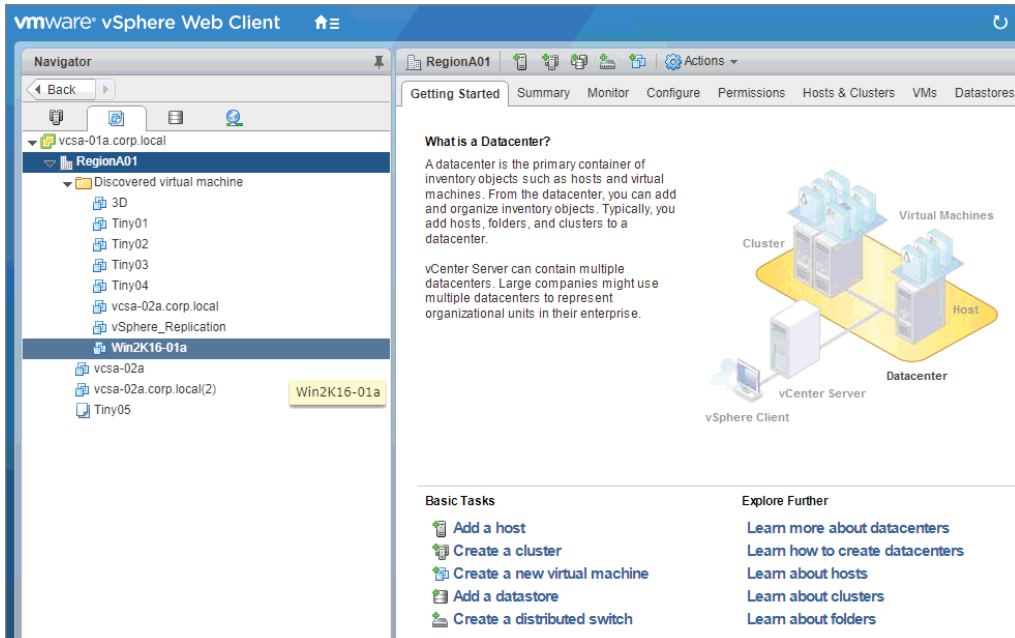 vmware® vSphere Web Client
Navigator
Back
vcsa-01a.corp.local
RegionA01
Discovered virtual machine
3D
Tiny01
Tiny02
Tiny03
Tiny04
vcsa-02a.corp.local
vSphere_Replication
Win2K16-01a
vcsa-02a
vcsa-02a.corp.local(2)
Win2K16-01a
Tiny05
RegionA01 Actions
Getting Started Summary Monitor Configure Permissions Hosts & Clusters VMs Datastores
What is a Datacenter?
A datacenter is the primary container of
inventory objects such as hosts and virtual
machines. From the datacenter, you can add
and organize inventory objects. Typically, you
add hosts, folders, and clusters to a
datacenter.
vCenter Server can contain multiple
datacenters. Large companies might use
multiple datacenters to represent
organizational units in their enterprise.
Virtual Machines
Cluster
Host
Datacenter
vCenter Server
vSphere Client
Basic Tasks
Add a host
Create a cluster
Create a new virtual machine
Add a datastore
Create a distributed switch
Explore Further
Learn more about datacenters
Learn how to create datacenters
Learn about hosts
Learn about clusters
Learn about folders